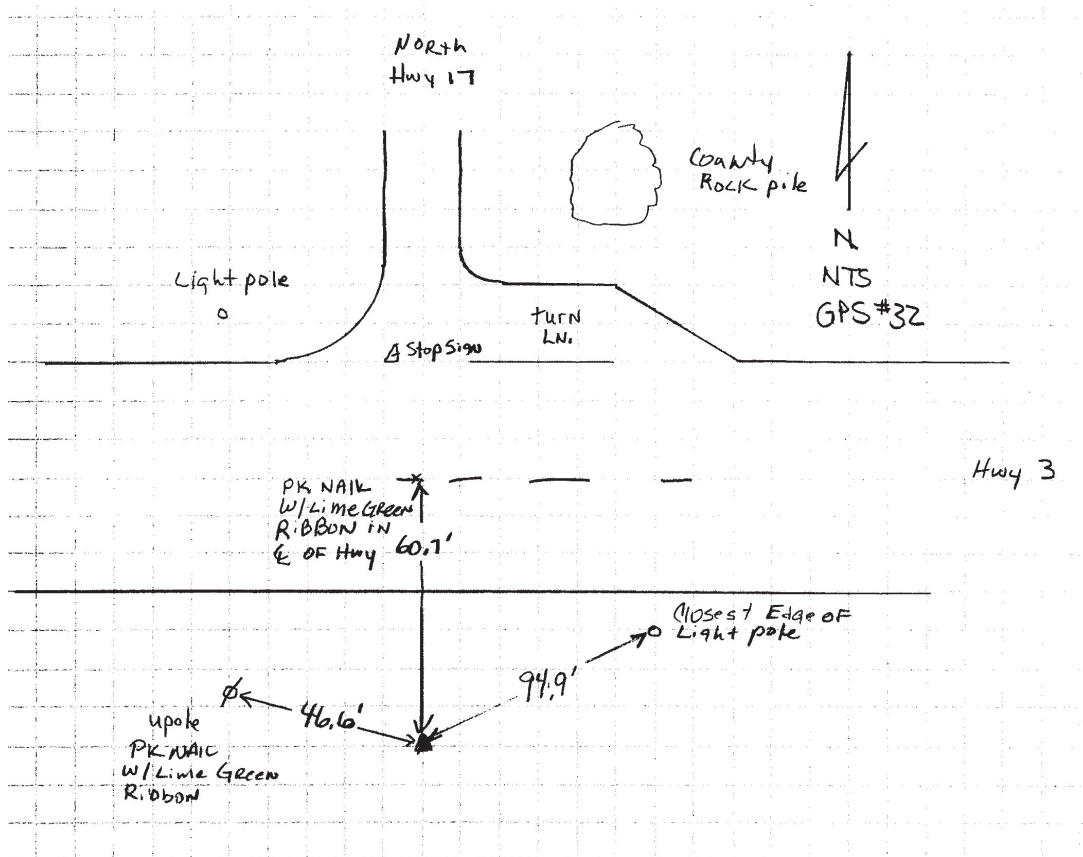 North
Hwy 17
County
Rock pile
N
NTS
GPS #32
Light pole
turn
LN.
Stop Sign
Hwy 3
PK NAIL
W/Lime Green
RiBBON iN
℄ OF Hwy
60.1'
Closest Edge OF
Light pole
94.9'
46.6'
upole
PK NAIL
W/Lime Green
Ribbon